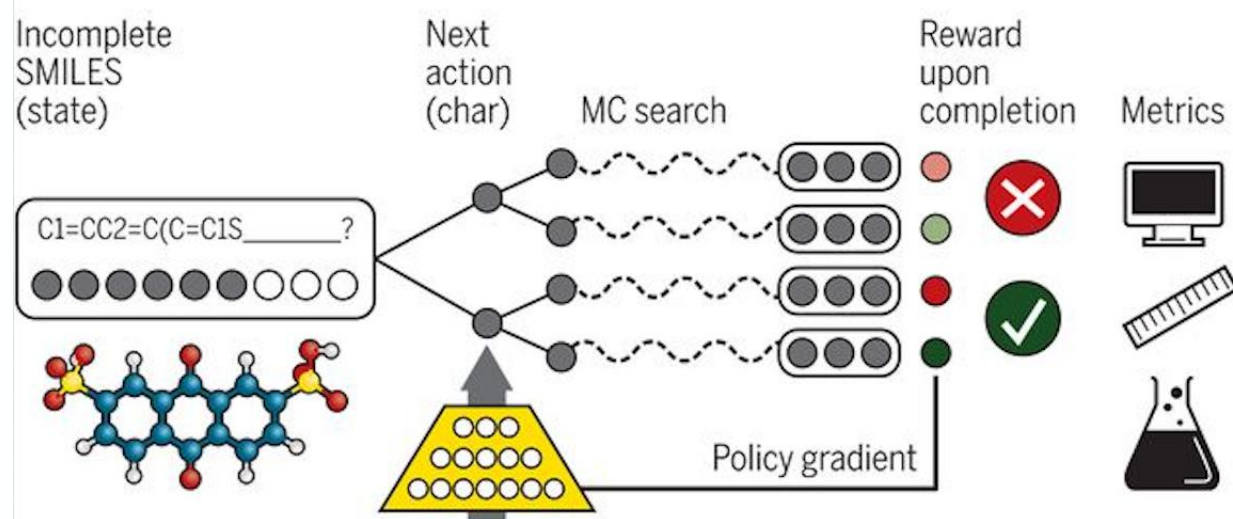 Incomplete
SMILES
(state)
Next
action
(char)
MC search
Reward
upon
completion
Metrics
C1=CC2=C(C=C1S_______?
Policy gradient